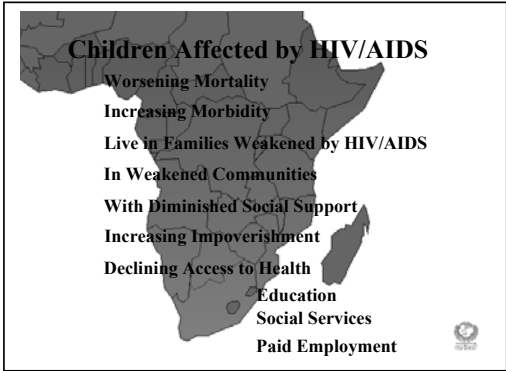 Children Affected by HIV/AIDS
Worsening Mortality
Increasing Morbidity
Live in Families Weakened by HIV/AIDS
In Weakened Communities
With Diminished Social Support
Increasing Impoverishment
Declining Access to Health
Education
Social Services
Paid Employment